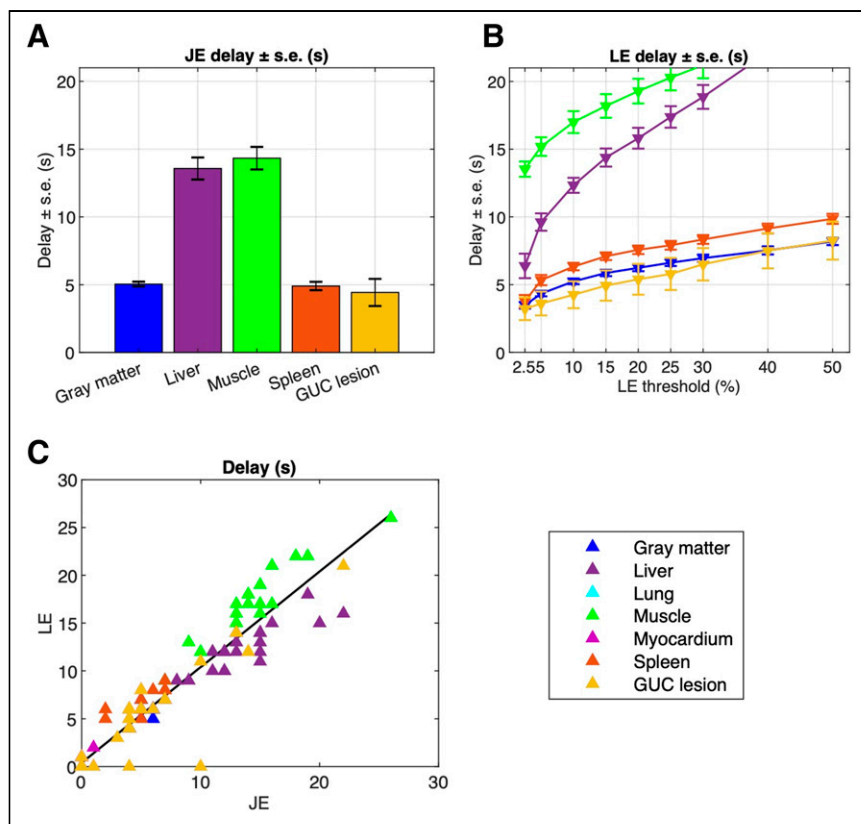 A
JE delay ± s.e. (s)
Delay ± s.e. (s)
20
15
10
5
0
Gray matter
Liver
Muscle
Spleen
GUC lesion
B
LE delay ± s.e. (s)
Delay ± s.e. (s)
20
15
10
5
0
2.55 10 15 20 25 30 40 50
LE threshold (%)
C
Delay (s)
LE
30
25
20
15
10
5
0
0 10 20 30
JE
Gray matter
Liver
Lung
Muscle
Myocardium
Spleen
GUC lesion